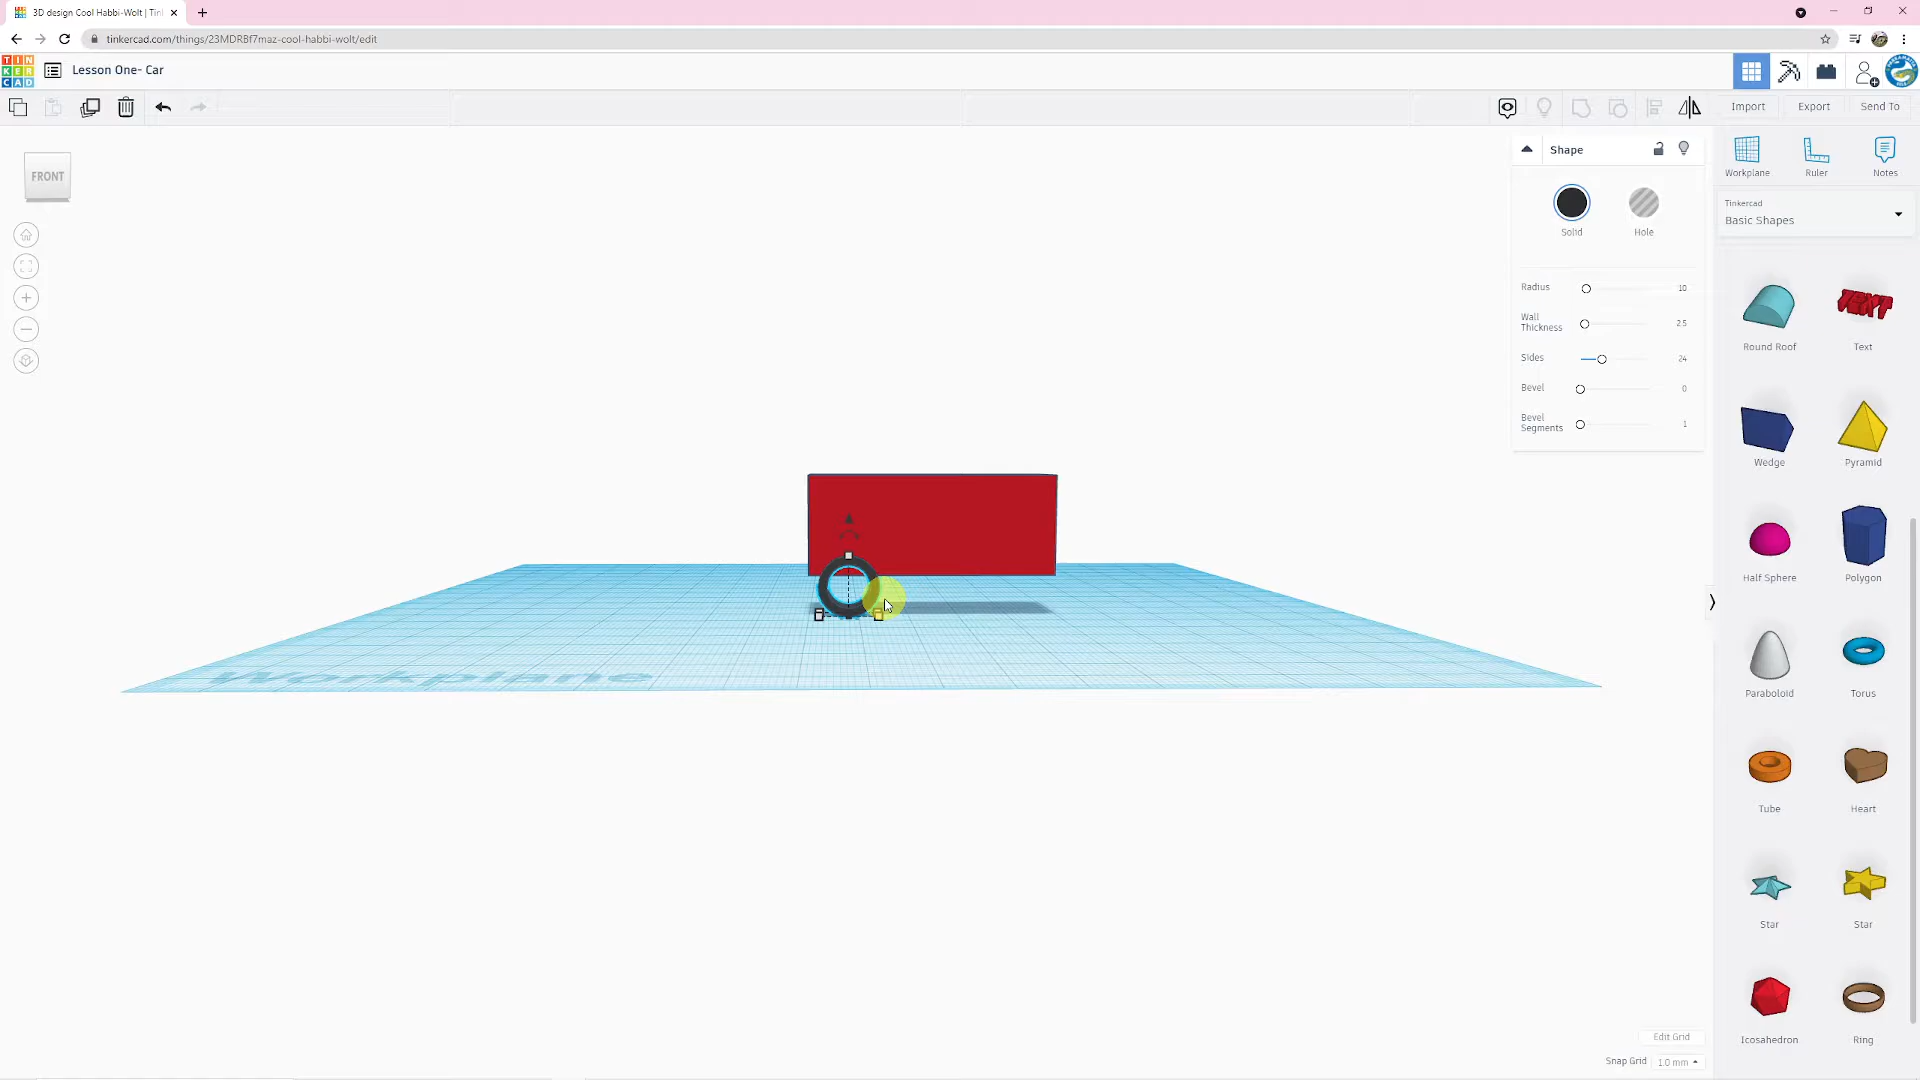 3D design Cool Habbi-Wolt | Tin
tinkercad.com/things/23MDRBf7maz-cool-habbi-wolt/edit
TIN
KER
CAD
Lesson One- Car
Import
Export
Send To
FRONT
Shape
Solid
Hole
Radius
10
Wall
Thickness
2.5
Sides
24
Bevel
0
Bevel
Segments
1
Workplane
Ruler
Notes
Tinkercad
Basic Shapes
Round Roof
TEXT
Text
Wedge
Pyramid
Half Sphere
Polygon
Paraboloid
Torus
Tube
Heart
Star
Star
Icosahedron
Ring
Workplane
Edit Grid
Snap Grid
1.0 mm